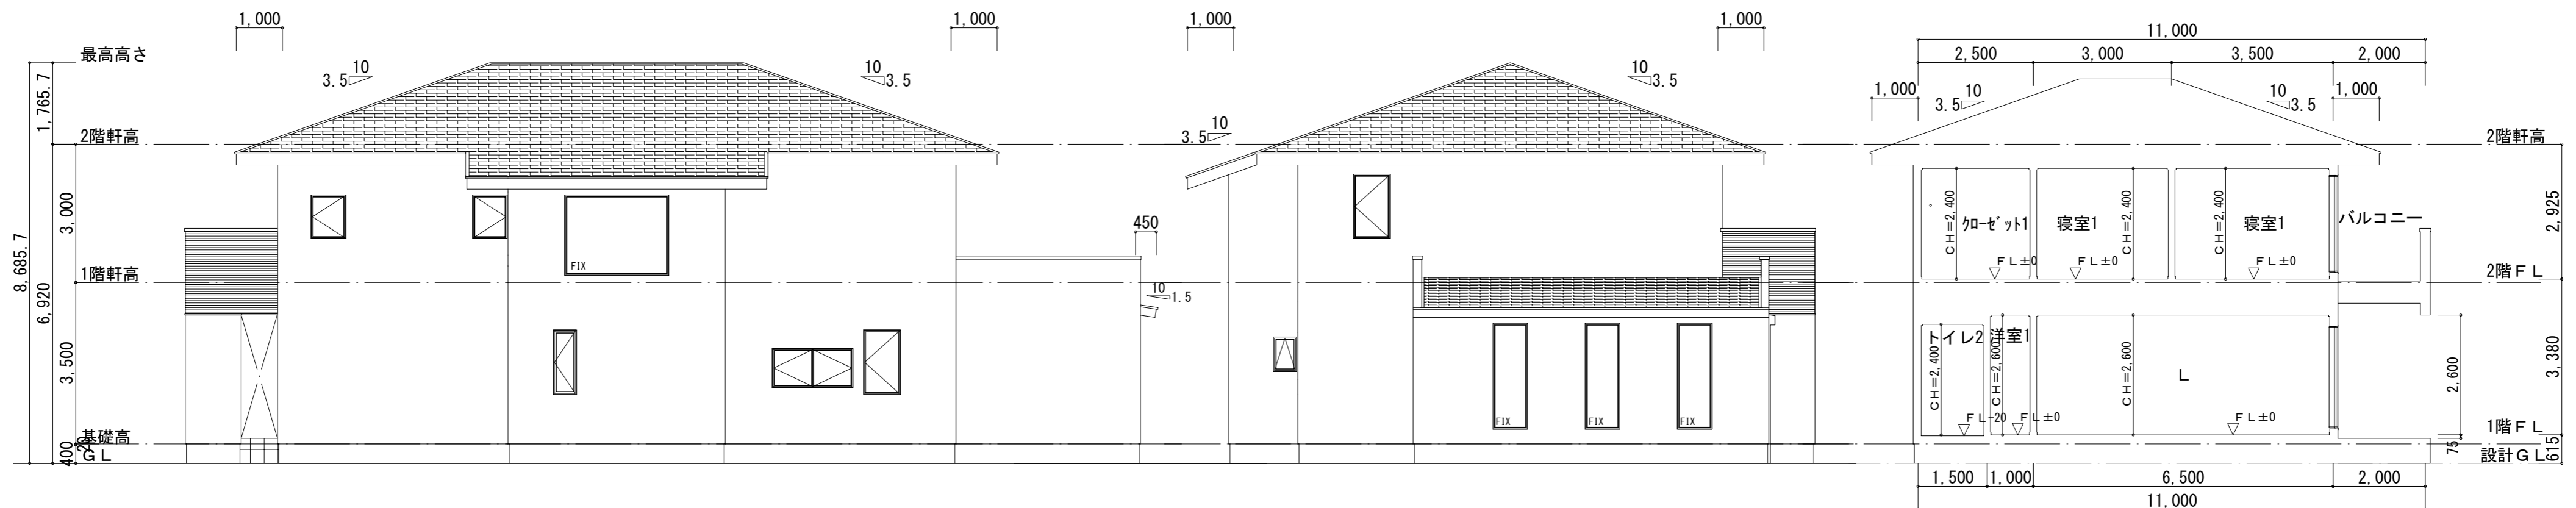 1,000
1,000
最高高さ
10
3.5
10
3.5
1,765.7
2階軒高
3,000
8,685.7
6,920
1階軒高
3,500
基礎高
400
20
ＧＬ
FIX
450
10
1.5
1,000
1,000
10
3.5
10
3.5
FIX
FIX
FIX
11,000
2,500
3,000
3,500
2,000
1,000
10
3.5
10
3.5
1,000
2階軒高
ＣＨ=2,400
ＣＨ=2,400
ＣＨ=2,400
ｸﾛｰｾﾞｯﾄ1
寝室1
寝室1
バルコニー
2,925
ＦＬ±0
ＦＬ±0
ＦＬ±0
2階ＦＬ
トイレ2
洋室1
Ｌ
ＣＨ=2,400
ＣＨ=2,600
ＣＨ=2,600
2,600
3,380
ＦＬ-20
ＦＬ±0
ＦＬ±0
1階ＦＬ
75
615
設計ＧＬ
1,500
1,000
6,500
2,000
11,000